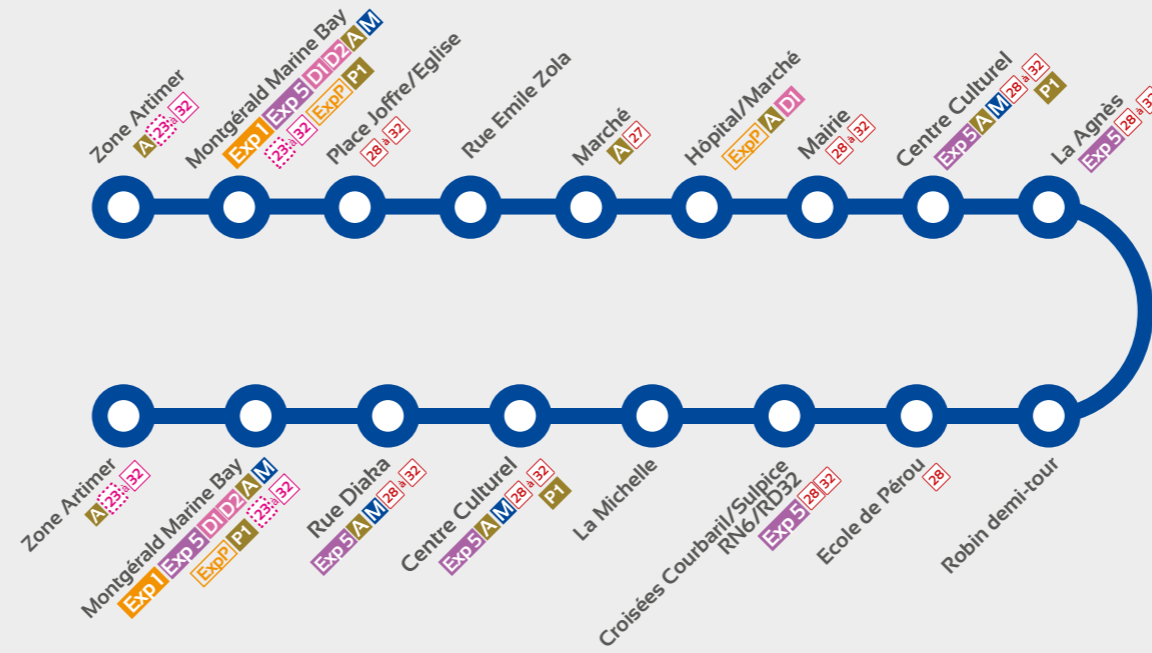 Zone Artimer
A 23 à 32
Montgérald Marine Bay
Exp 1 Exp 5 D1 D2 A M
23 à 32 ExpP P1
Place Joffre/Eglise
28 à 32
Rue Emile Zola
Marché
A 27
Hòpital/Marché
ExpP A D1
Mairie
28 à 32
Centre Culturel
Exp 5 A M 28 à 32
P1
La Agnès
Exp 5 28 à 32
Zone Artimer
A 23 à 32
Montgérald Marine Bay
Exp 1 Exp 5 D1 D2 A M
ExpP P1 23 à 32
Rue Diaka
Exp 5 A M 28 à 32
Centre Culturel
Exp 5 A M 28 à 32
P1
La Michelle
Croisées Courbaril/Sulpice
RN6/RD32
Exp 5 28 32
Ecole de Pérou
28
Robin demi-tour